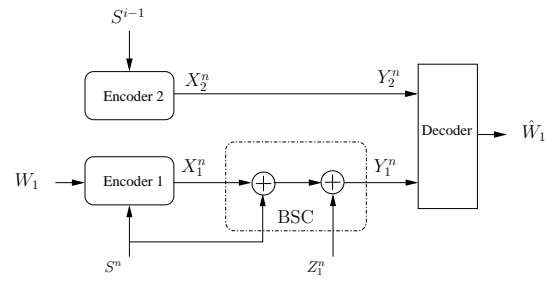 S^{i−1}
Encoder 2
X_2^n
Y_2^n
Decoder
Ŵ_1
W_1
Encoder 1
X_1^n
Y_1^n
BSC
S^n
Z_1^n